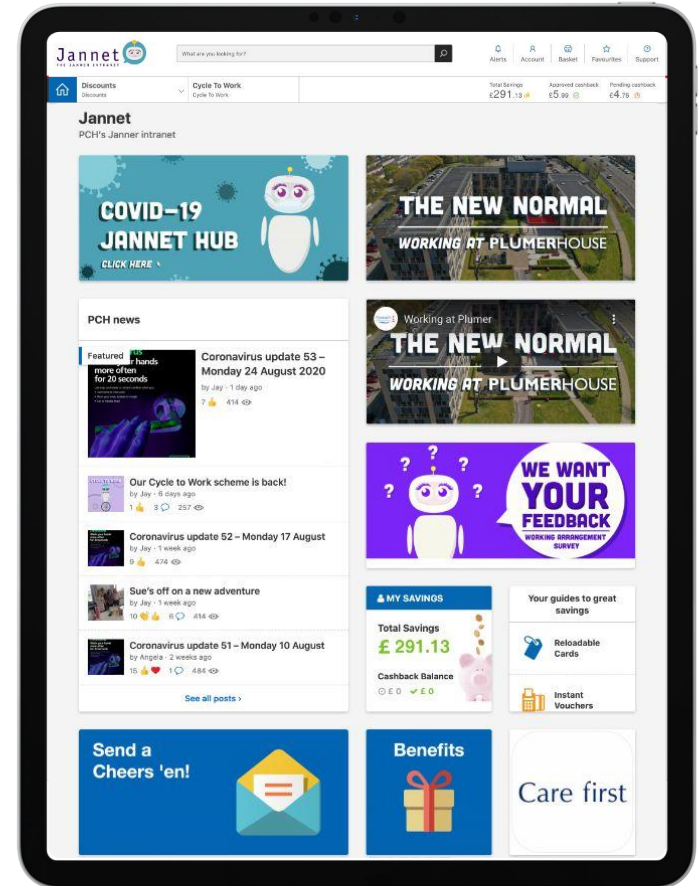 Jannet
THE JANNER INTRANET
What are you looking for?
Alerts
Account
Basket
Favourites
Support
Discounts
Discounts
Cycle To Work
Cycle To Work
Total Savings
£291.13
Approved cashback
£5.99
Pending cashback
£4.76
Jannet
PCH's Janner intranet
COVID-19
JANNET HUB
CLICK HERE
THE NEW NORMAL
WORKING AT PLUMERHOUSE
PCH news
Featured
r hands
more often
for 20 seconds
Coronavirus update 53 –
Monday 24 August 2020
by Jay · 1 day ago
7 414
Our Cycle to Work scheme is back!
by Jay · 6 days ago
1 3 257
Coronavirus update 52 – Monday 17 August
by Jay · 1 week ago
9 474
Sue's off on a new adventure
by Jay · 1 week ago
10 6 414
Coronavirus update 51 – Monday 10 August
by Angela · 2 weeks ago
15 1 484
See all posts ›
Working at Plumer
THE NEW NORMAL
WORKING AT PLUMERHOUSE
? ? ? ? ?
WE WANT
YOUR
FEEDBACK
WORKING ARRANGEMENT
SURVEY
MY SAVINGS
Total Savings
£ 291.13
Cashback Balance
£ 0 £ 0
Your guides to great
savings
Reloadable
Cards
Instant
Vouchers
Send a
Cheers 'en!
Benefits
Care first